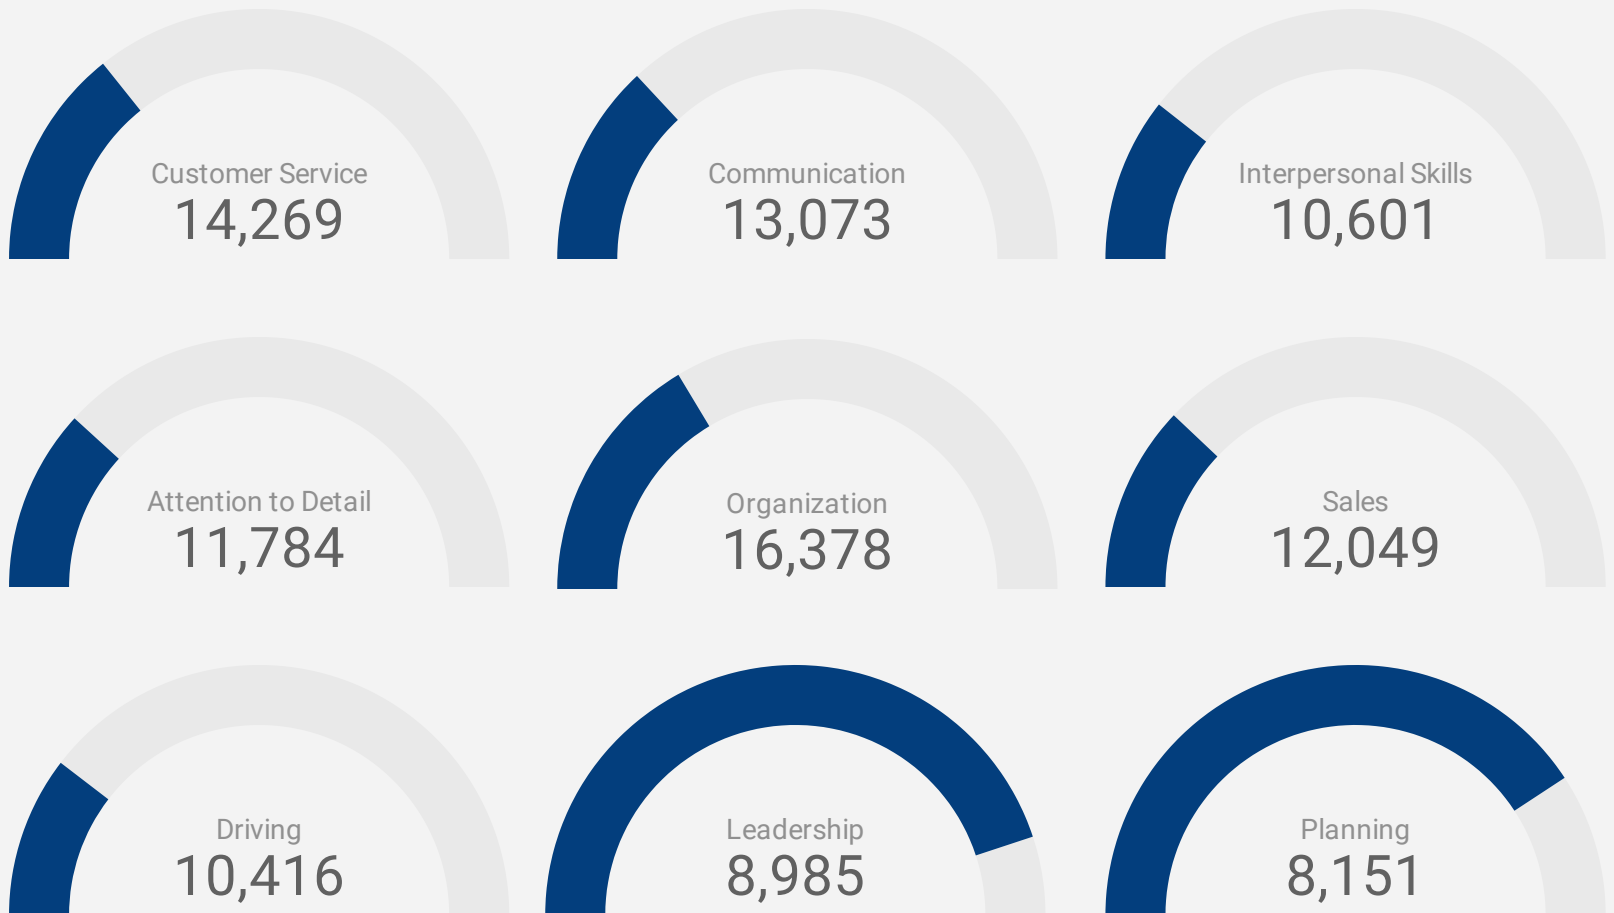 Customer Service
14,269
Communication
13,073
Interpersonal Skills
10,601
Attention to Detail
11,784
Organization
16,378
Sales
12,049
Driving
10,416
Leadership
8,985
Planning
8,151